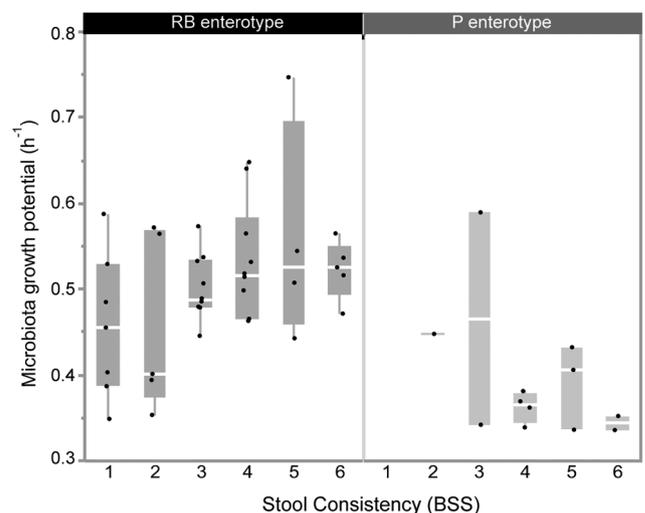 RB enterotype P enterotype
0.8
0.7
0.6
0.5
0.4
0.3
Microbiota growth potential (h-1)
1 2 3 4 5 6 1 2 3 4 5 6
Stool Consistency (BSS)